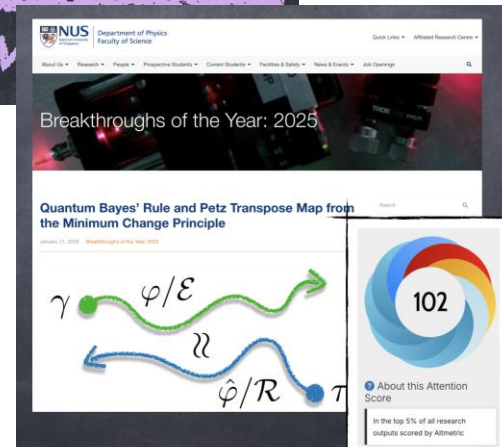 NUS
National University
of Singapore
Department of Physics
Faculty of Science
Quick Links
Affiliated Research Centre
About Us
Research
People
Prospective Students
Current Students
Facilities & Safety
News & Events
Job Openings
Breakthroughs of the Year: 2025
Quantum Bayes' Rule and Petz Transpose Map from
the Minimum Change Principle
Search
Breakthroughs of the Year: 2025
γ
φ/ℰ
≈
φ̂/ℛ
τ
102
? About this Attention
Score
In the top 5% of all research
outputs scored by Altmetric